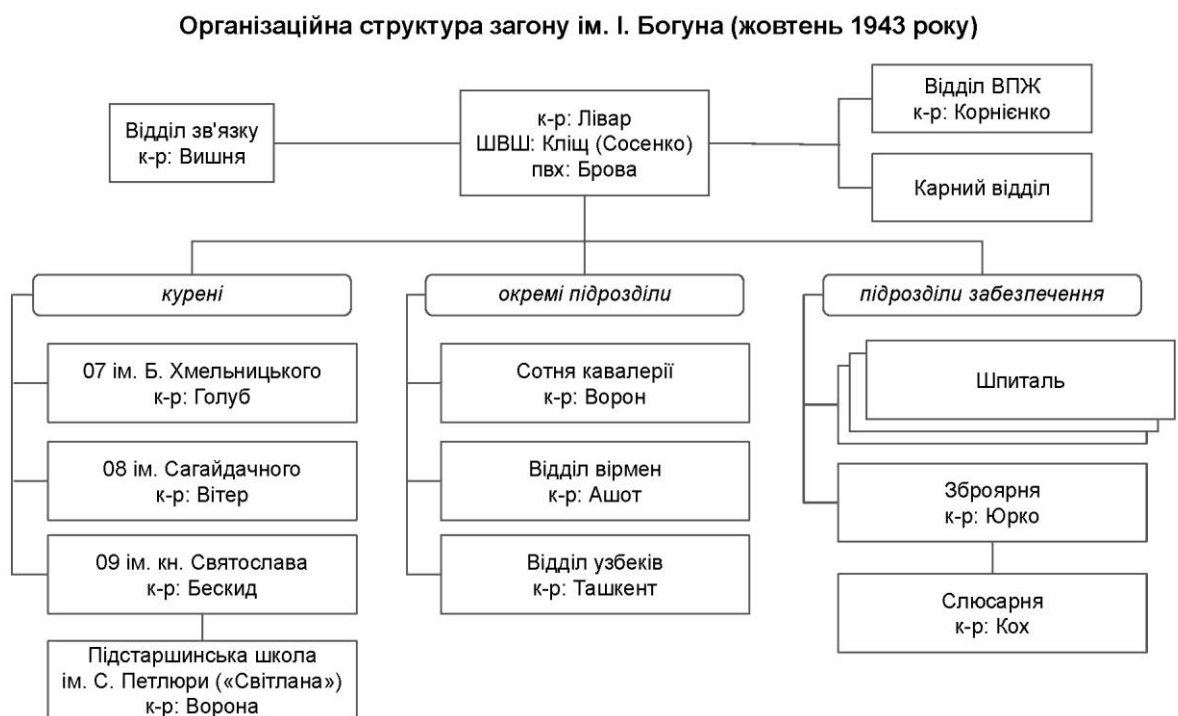 Організаційна структура загону ім. І. Богуна (жовтень 1943 року)
Відділ зв'язку
к-р: Вишня
к-р: Лівар
ШВШ: Кліщ (Сосенко)
пвх: Брова
Відділ ВПЖ
к-р: Корнієнко
Карний відділ
курені
07 ім. Б. Хмельницького
к-р: Голуб
08 ім. Сагайдачного
к-р: Вітер
09 ім. кн. Святослава
к-р: Бескид
Підстаршинська школа
ім. С. Петлюри («Світлана»)
к-р: Ворона
окремі підрозділи
Сотня кавалерії
к-р: Ворон
Відділ вірмен
к-р: Ашот
Відділ узбеків
к-р: Ташкент
підрозділи забезпечення
Шпиталь
Зброярня
к-р: Юрко
Слюсарня
к-р: Кох